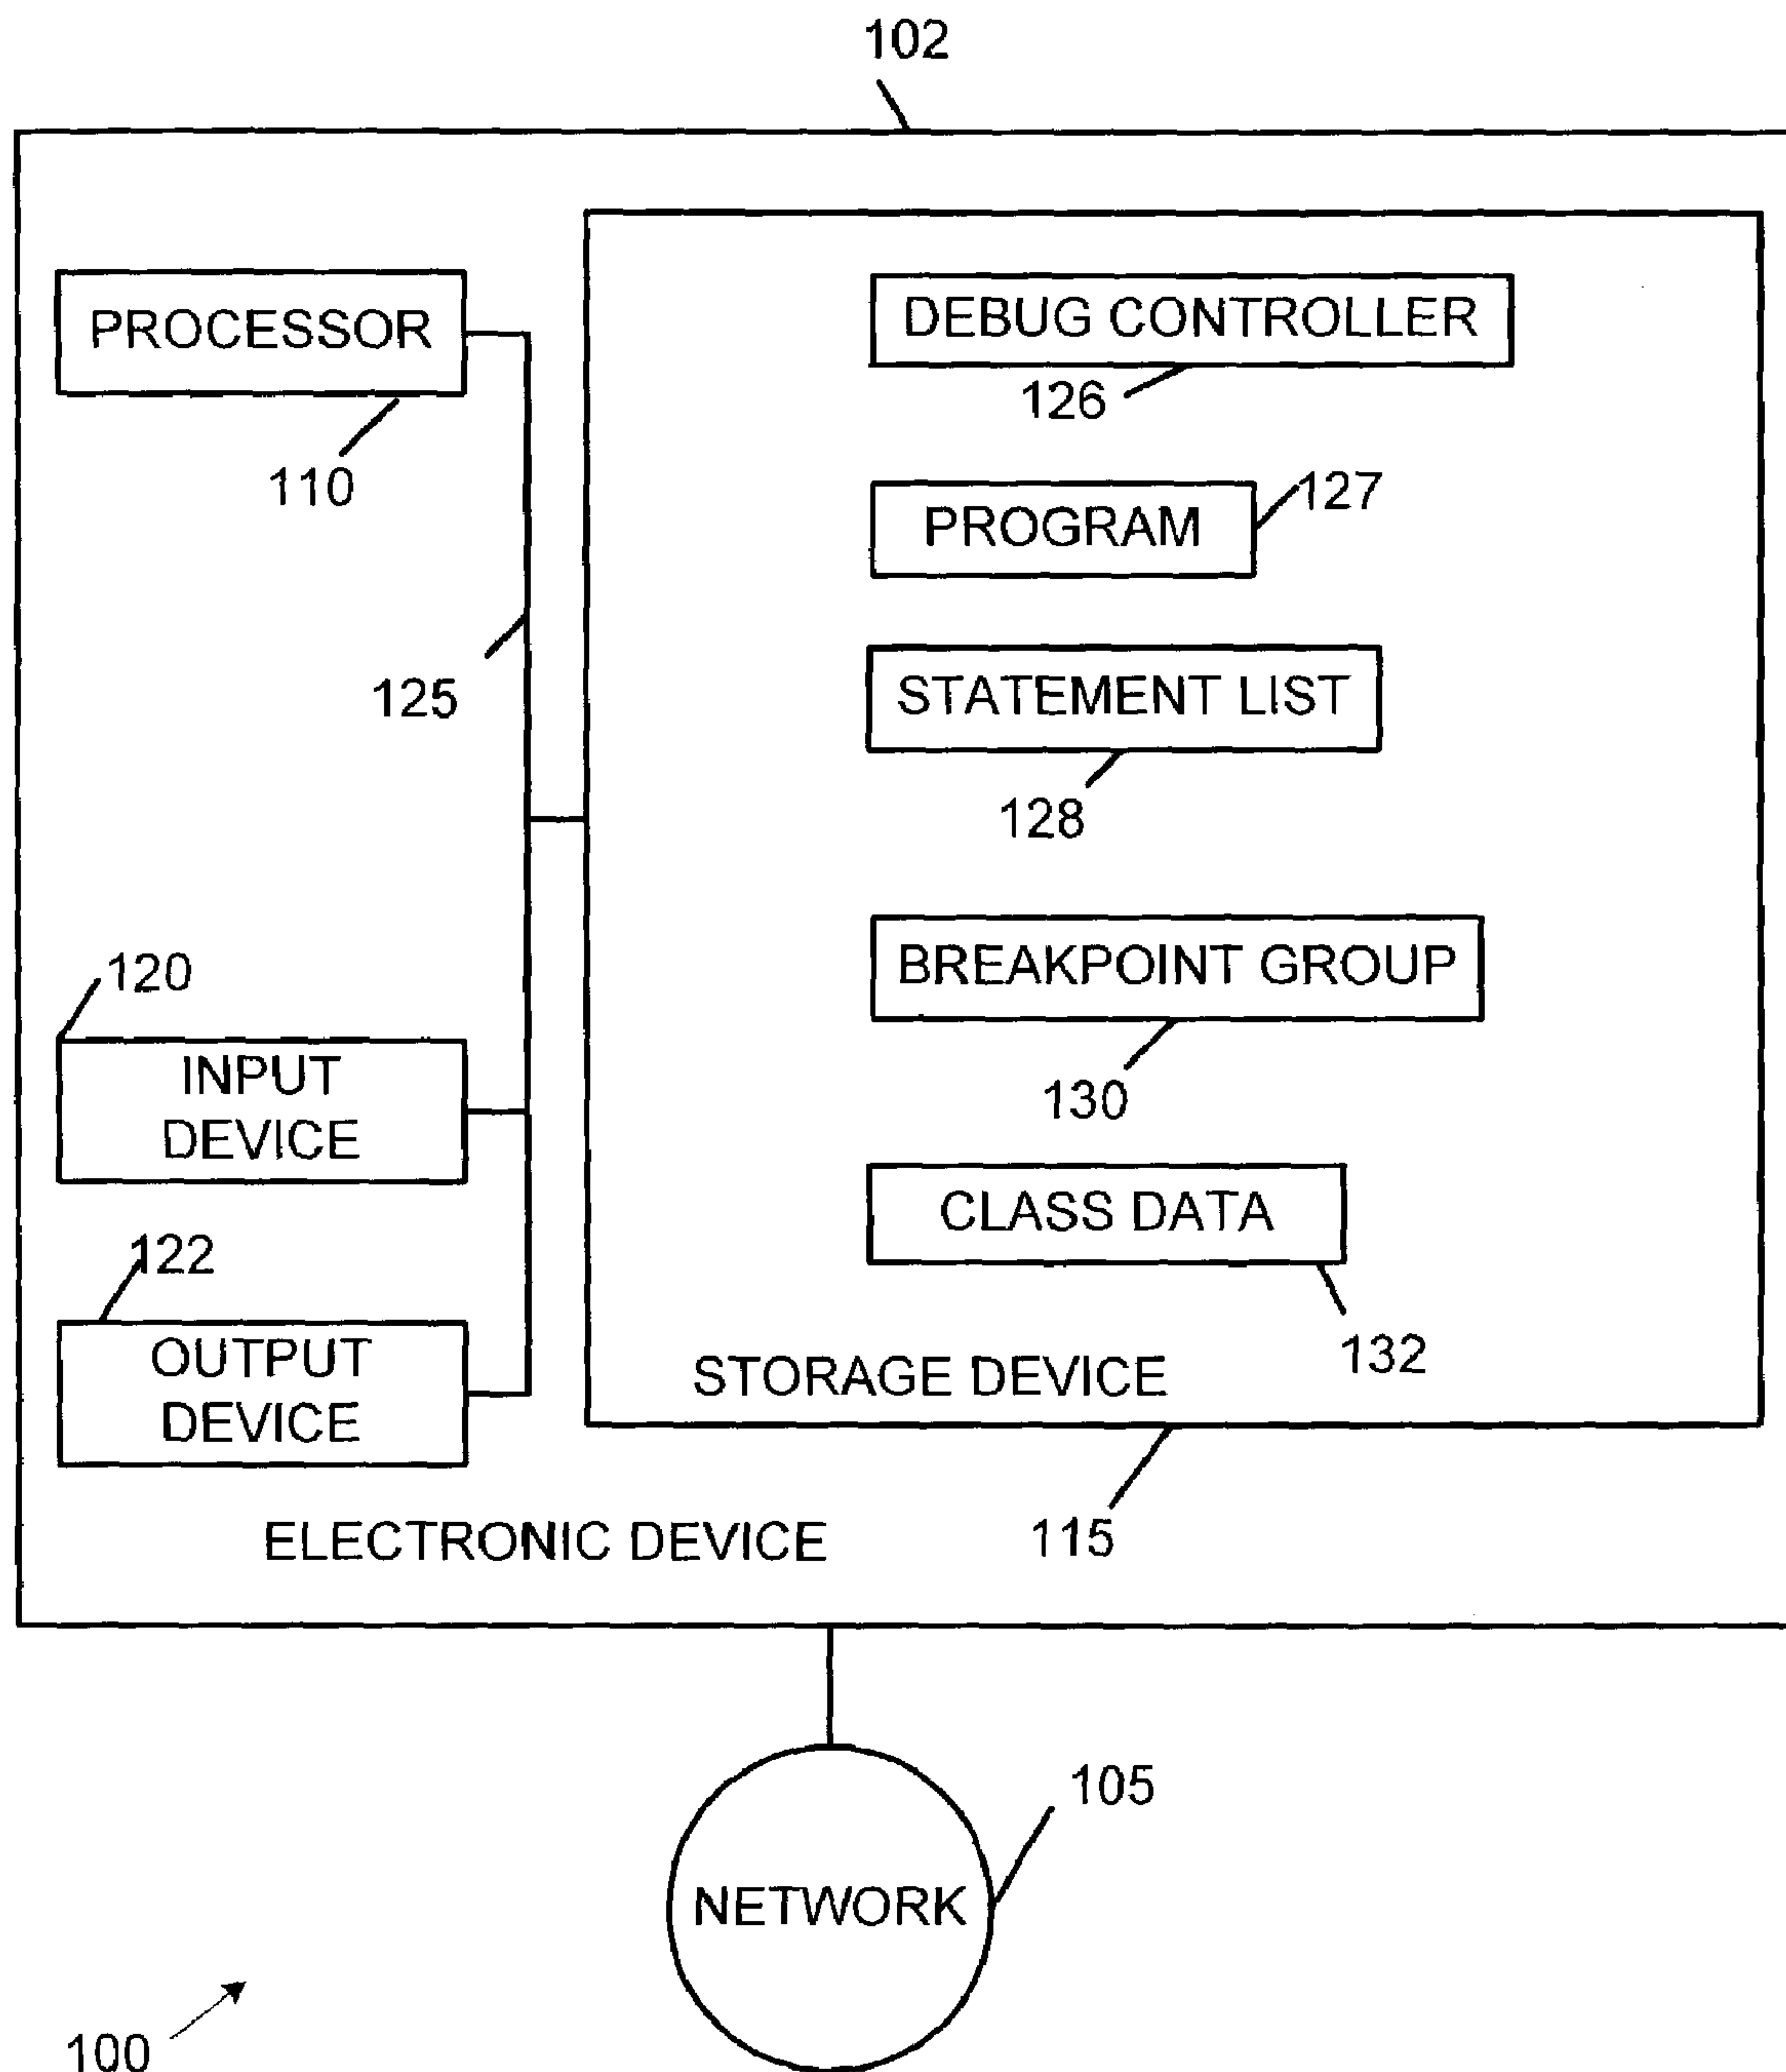 102
PROCESSOR
110
DEBUG CONTROLLER
126
PROGRAM
127
125
STATEMENT LIST
128
BREAKPOINT GROUP
130
120
INPUT
DEVICE
CLASS DATA
132
122
OUTPUT
DEVICE
STORAGE DEVICE
115
ELECTRONIC DEVICE
105
NETWORK
100